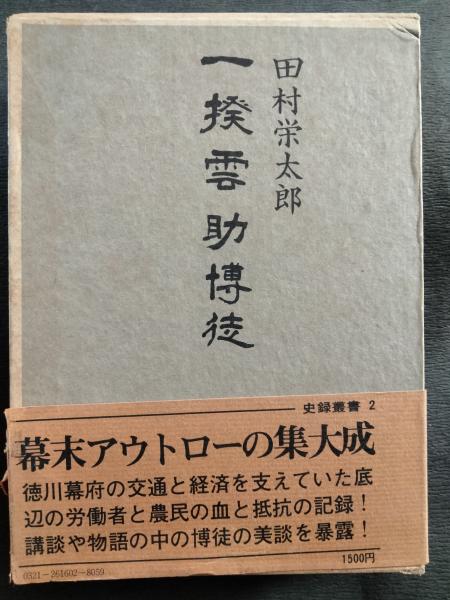 田村栄太郎
一揆雲助博徒
史録叢書 2
幕末アウトローの集大成
徳川幕府の交通と経済を支えていた底
辺の労働者と農民の血と抵抗の記録!
講談や物語の中の博徒の美談を暴露!
1500円
0321-261602-8059